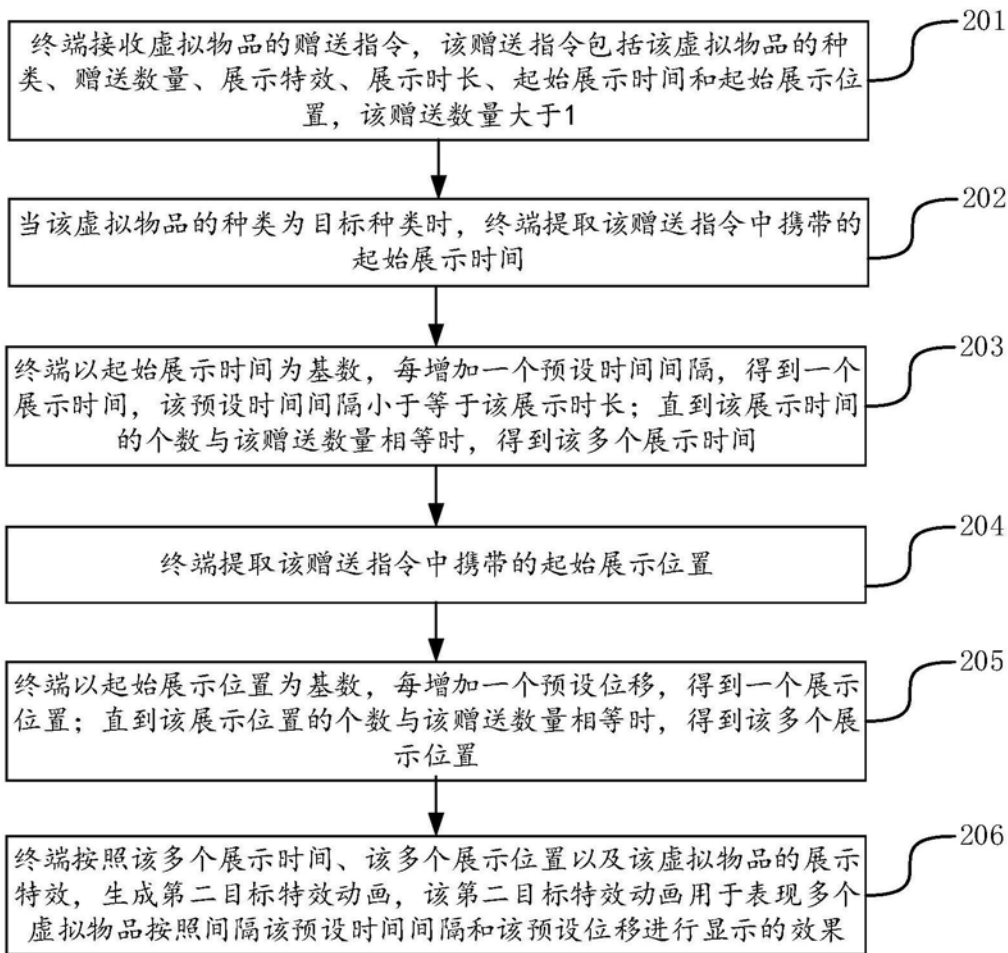 终端接收虚拟物品的赠送指令，该赠送指令包括该虚拟物品的种
类、赠送数量、展示特效、展示时长、起始展示时间和起始展示位
置，该赠送数量大于1
201
当该虚拟物品的种类为目标种类时，终端提取该赠送指令中携带的
起始展示时间
202
终端以起始展示时间为基数，每增加一个预设时间间隔，得到一个
展示时间，该预设时间间隔小于等于该展示时长；直到该展示时间
的个数与该赠送数量相等时，得到该多个展示时间
203
终端提取该赠送指令中携带的起始展示位置
204
终端以起始展示位置为基数，每增加一个预设位移，得到一个展示
位置；直到该展示位置的个数与该赠送数量相等时，得到该多个展
示位置
205
终端按照该多个展示时间、该多个展示位置以及该虚拟物品的展示
特效，生成第二目标特效动画，该第二目标特效动画用于表现多个
虚拟物品按照间隔该预设时间间隔和该预设位移进行显示的效果
206